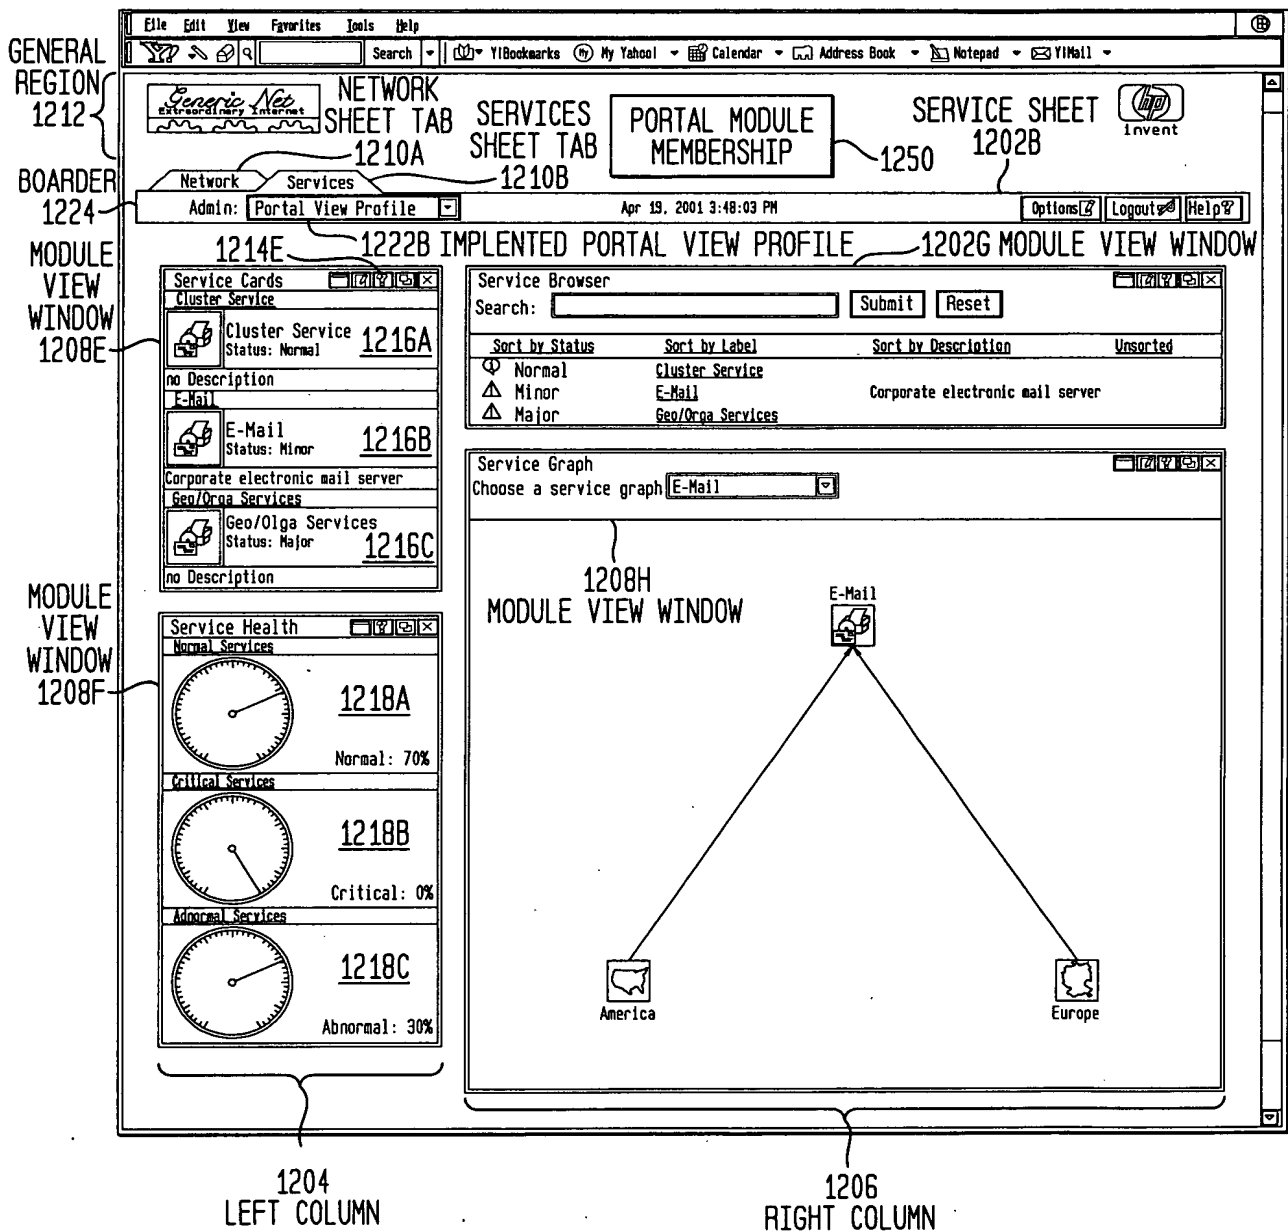 File Edit View Favorites Tools Help
Y!? Search Y!Bookmarks My My Yahoo! Calendar Address Book Notepad Y!Mail
GENERAL REGION 1212
Generic Net
Extraordinary Internet
NETWORK SHEET TAB 1210A
SERVICES SHEET TAB 1210B
PORTAL MODULE MEMBERSHIP
1250
SERVICE SHEET 1202B
hp
invent
BOARDER 1224
Network Services
Admin: Portal View Profile Apr 19, 2001 3:48:03 PM Options Logout Help?
1214E
1222B IMPLENTED PORTAL VIEW PROFILE
1202G MODULE VIEW WINDOW
MODULE VIEW WINDOW 1208E
Service Cards
Cluster Service
Cluster Service
Status: Normal
1216A
no Description
E-Mail
E-Mail
Status: Minor
1216B
Corporate electronic mail server
Geo/Orga Services
Geo/Olga Services
Status: Major
1216C
no Description
Service Browser
Search: Submit Reset
Sort by Status Sort by Label Sort by Description Unsorted
Normal Cluster Service
Minor E-Mail Corporate electronic mail server
Major Geo/Orga Services
Service Graph
Choose a service graph E-Mail
1208H
MODULE VIEW WINDOW
E-Mail
America
Europe
MODULE VIEW WINDOW 1208F
Service Health
Normal Services
1218A
Normal: 70%
Critical Services
1218B
Critical: 0%
Adnormal Services
1218C
Abnormal: 30%
1204
LEFT COLUMN
1206
RIGHT COLUMN